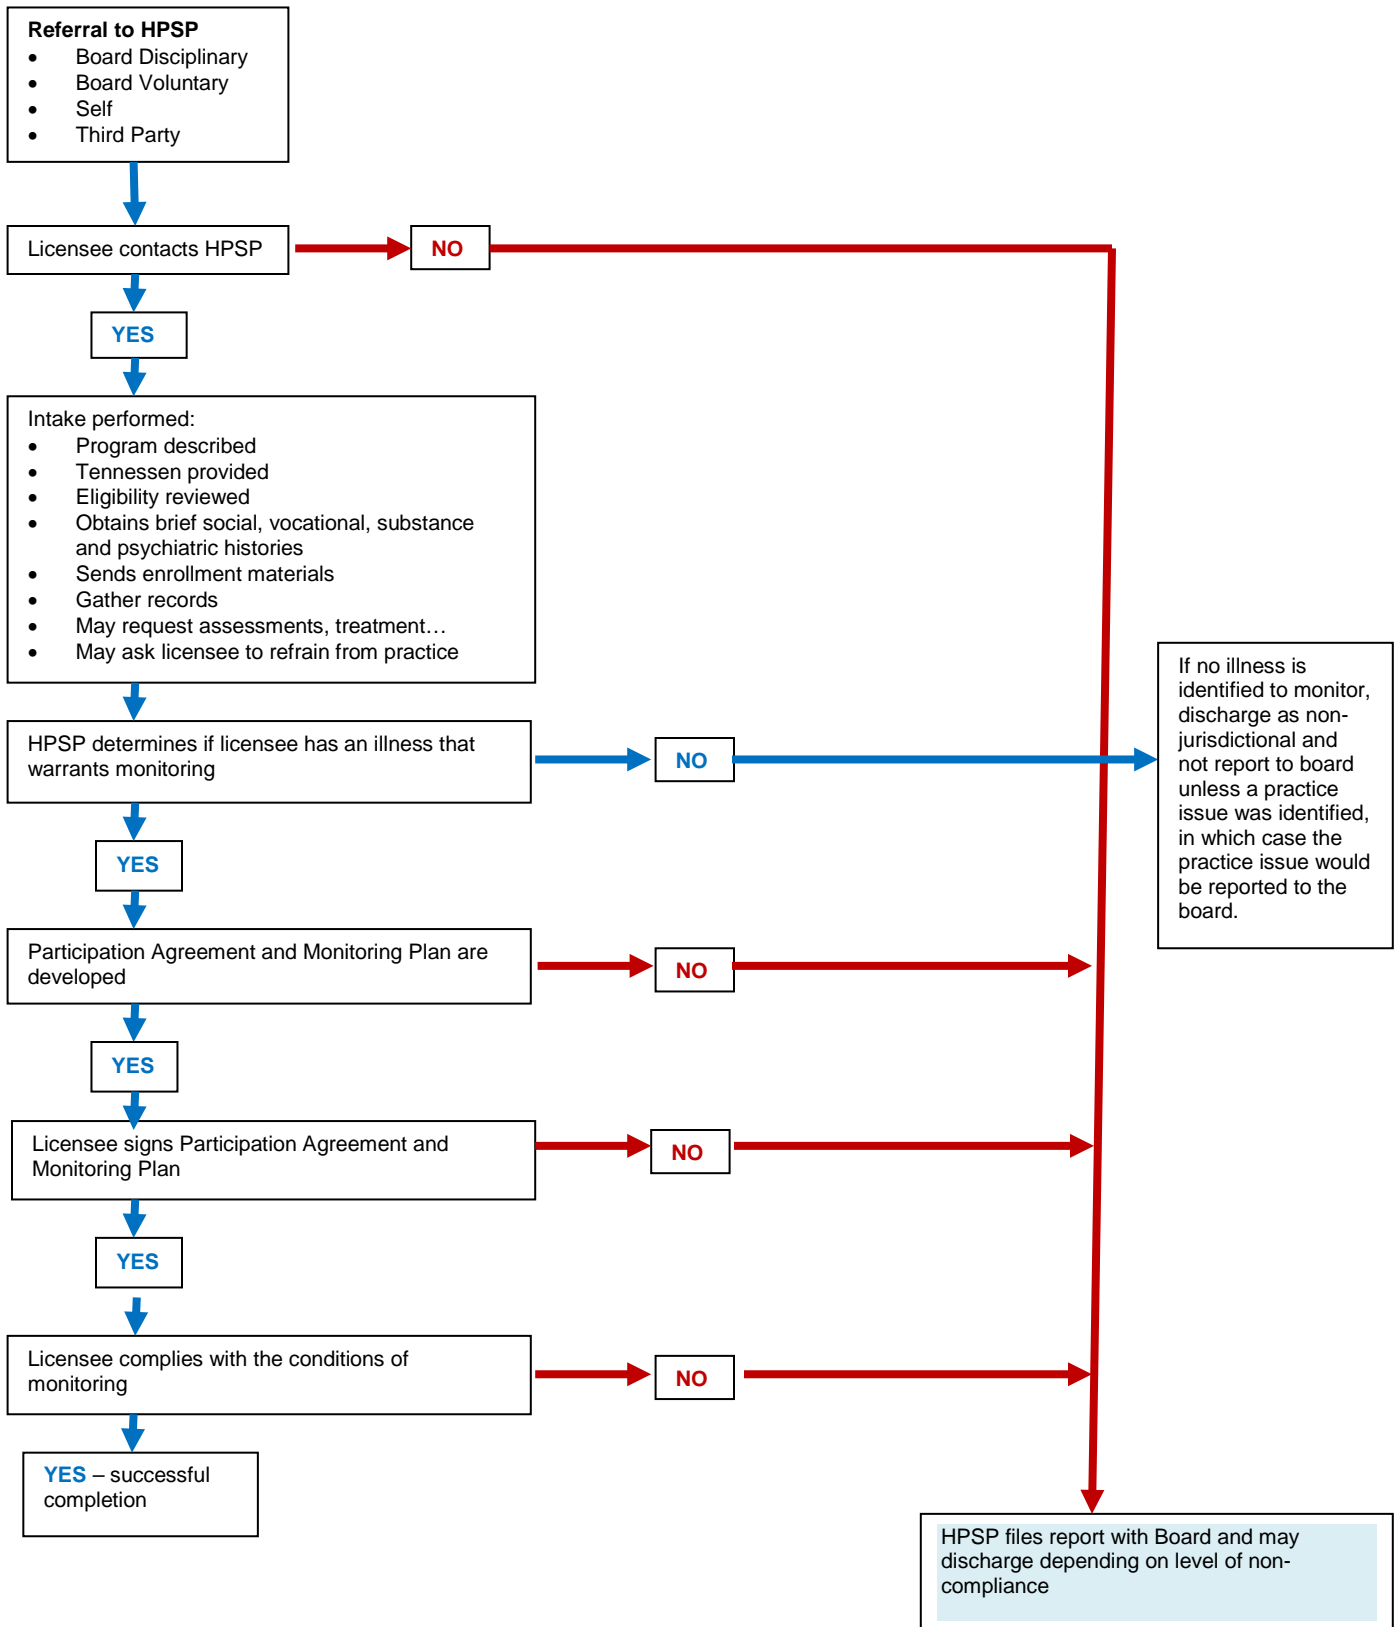 Referral to HPSP
• Board Disciplinary
• Board Voluntary
• Self
• Third Party
Licensee contacts HPSP
NO
YES
Intake performed:
• Program described
• Tennessen provided
• Eligibility reviewed
• Obtains brief social, vocational, substance
and psychiatric histories
• Sends enrollment materials
• Gather records
• May request assessments, treatment…
• May ask licensee to refrain from practice
HPSP determines if licensee has an illness that
warrants monitoring
NO
If no illness is
identified to monitor,
discharge as non-
jurisdictional and
not report to board
unless a practice
issue was identified,
in which case the
practice issue would
be reported to the
board.
YES
Participation Agreement and Monitoring Plan are
developed
NO
YES
Licensee signs Participation Agreement and
Monitoring Plan
NO
YES
Licensee complies with the conditions of
monitoring
NO
YES – successful
completion
HPSP files report with Board and may
discharge depending on level of non-
compliance